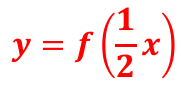 y = f(1/2 x)